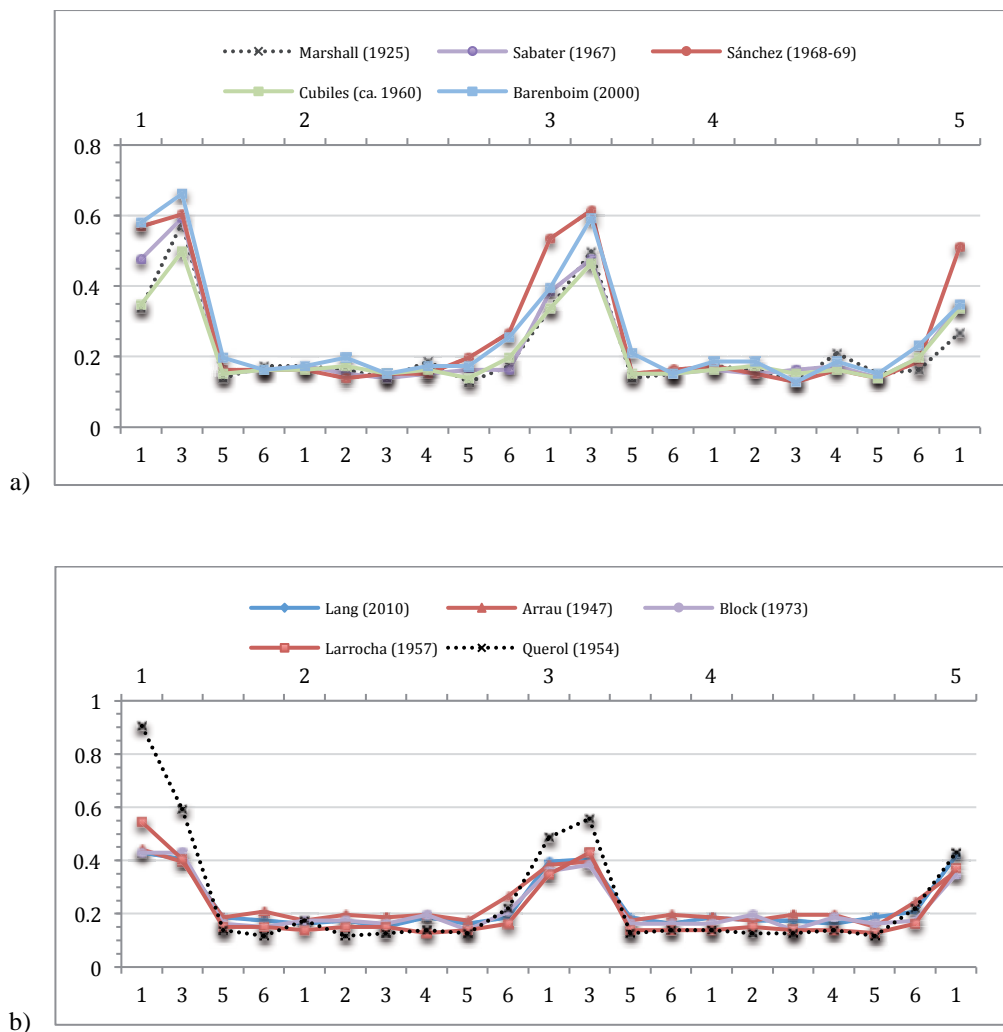 Marshall (1925) Sabater (1967) Sánchez (1968-69)
Cubiles (ca. 1960) Barenboim (2000)
1 2 3 4 5
0.8
0.6
0.4
0.2
0
1 3 5 6 1 2 3 4 5 6 1 3 5 6 1 2 3 4 5 6 1
a)
Lang (2010) Arrau (1947) Block (1973)
Larrocha (1957) Querol (1954)
1 2 3 4 5
1
0.8
0.6
0.4
0.2
0
1 3 5 6 1 2 3 4 5 6 1 3 5 6 1 2 3 4 5 6 1
b)